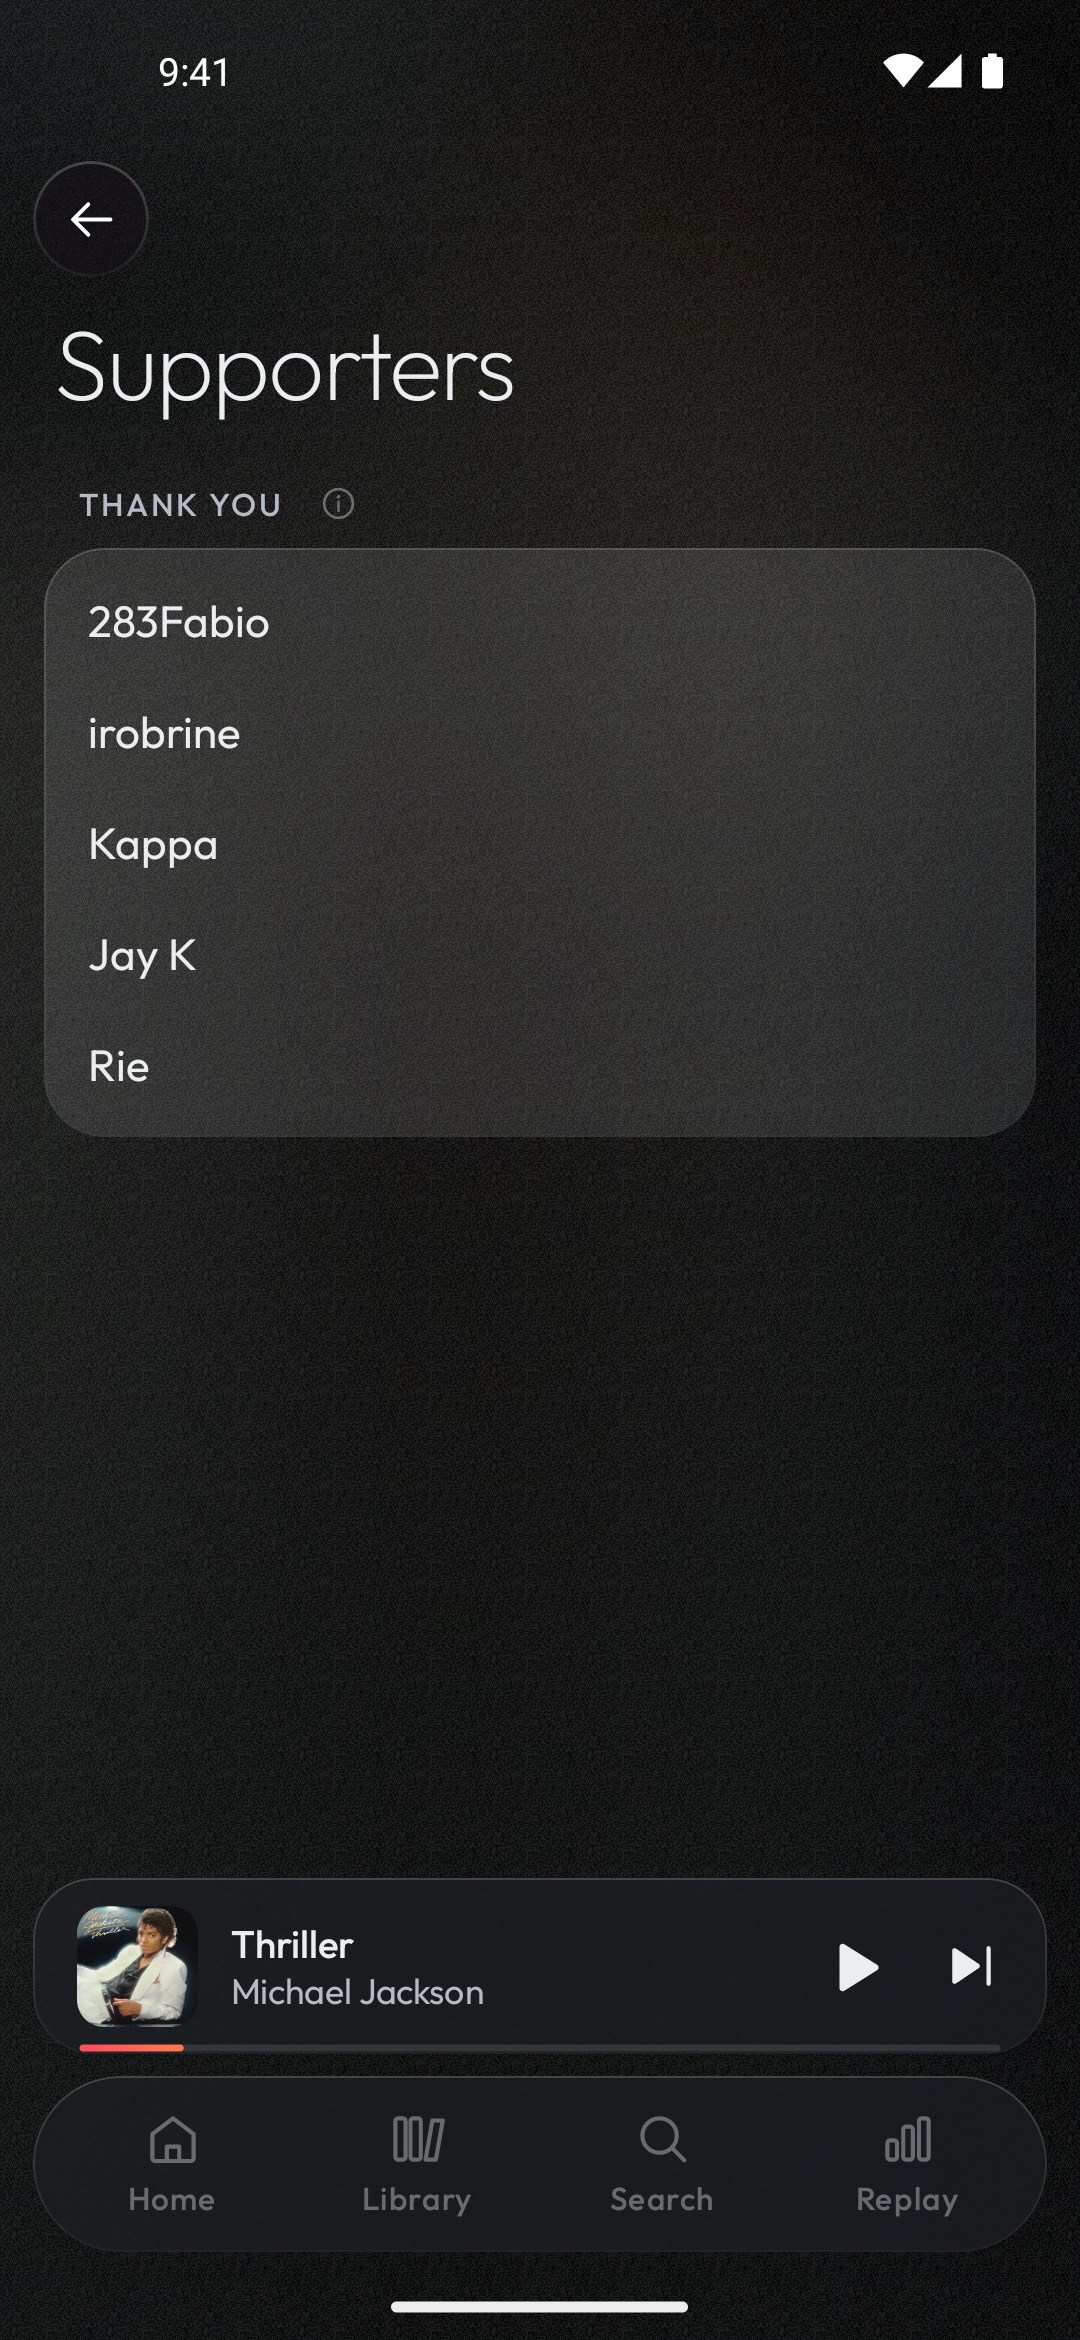 9:41
Supporters
THANK YOU
283Fabio
irobrine
Kappa
Jay K
Rie
Thriller
Michael Jackson
Home
Library
Search
Replay